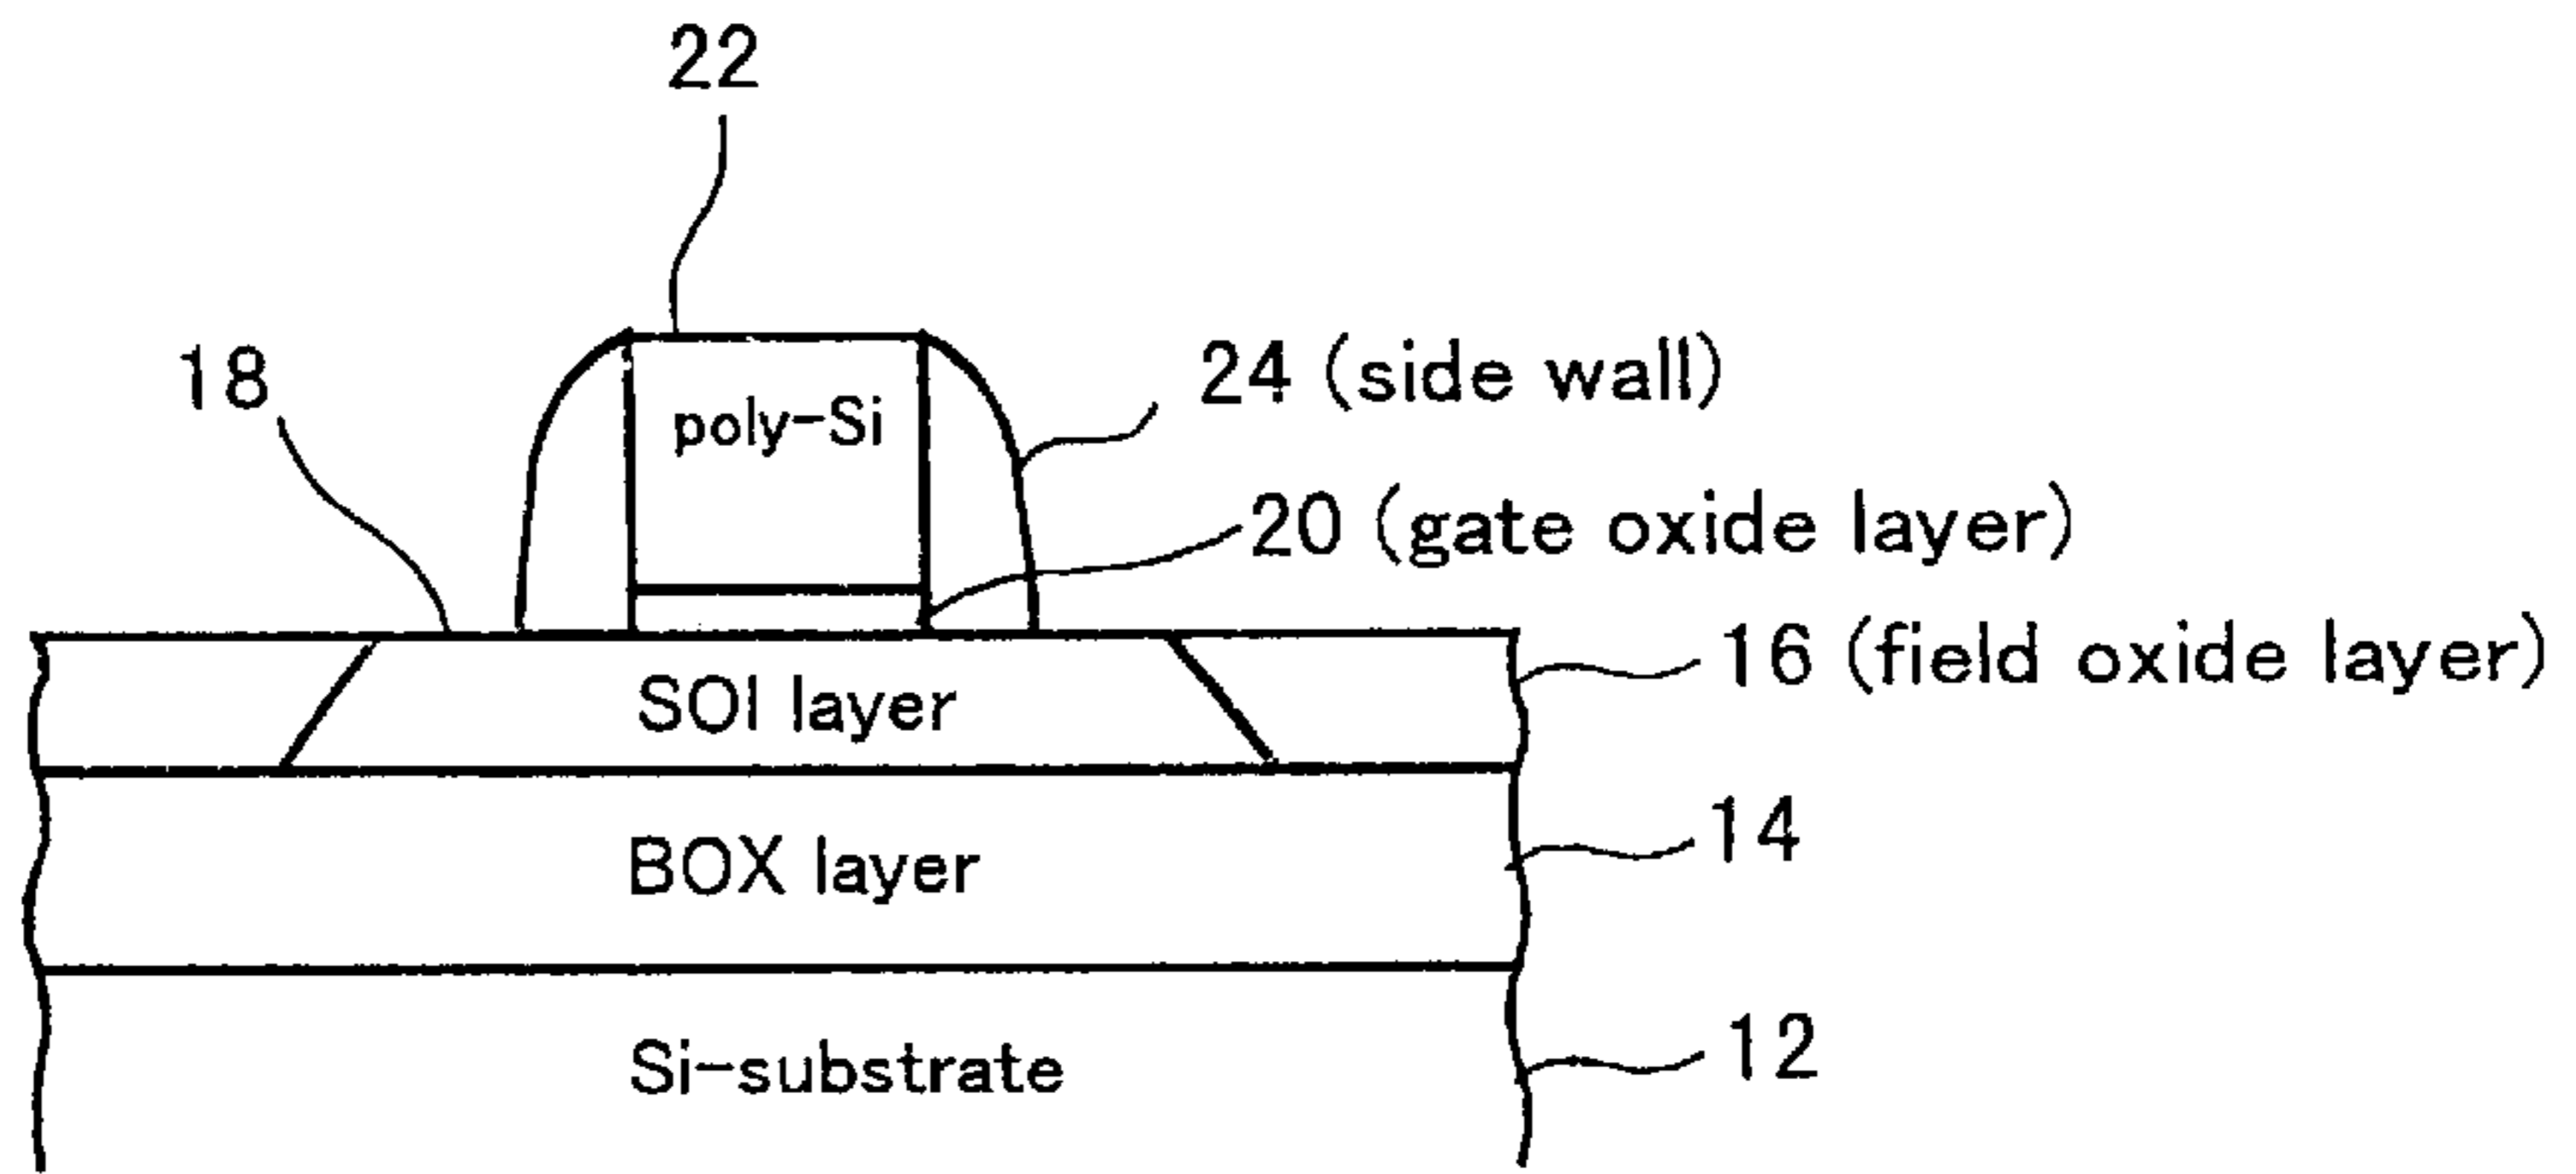 22
18
24 (side wall)
poly-Si
20 (gate oxide layer)
16 (field oxide layer)
SOI layer
14
BOX layer
12
Si-substrate